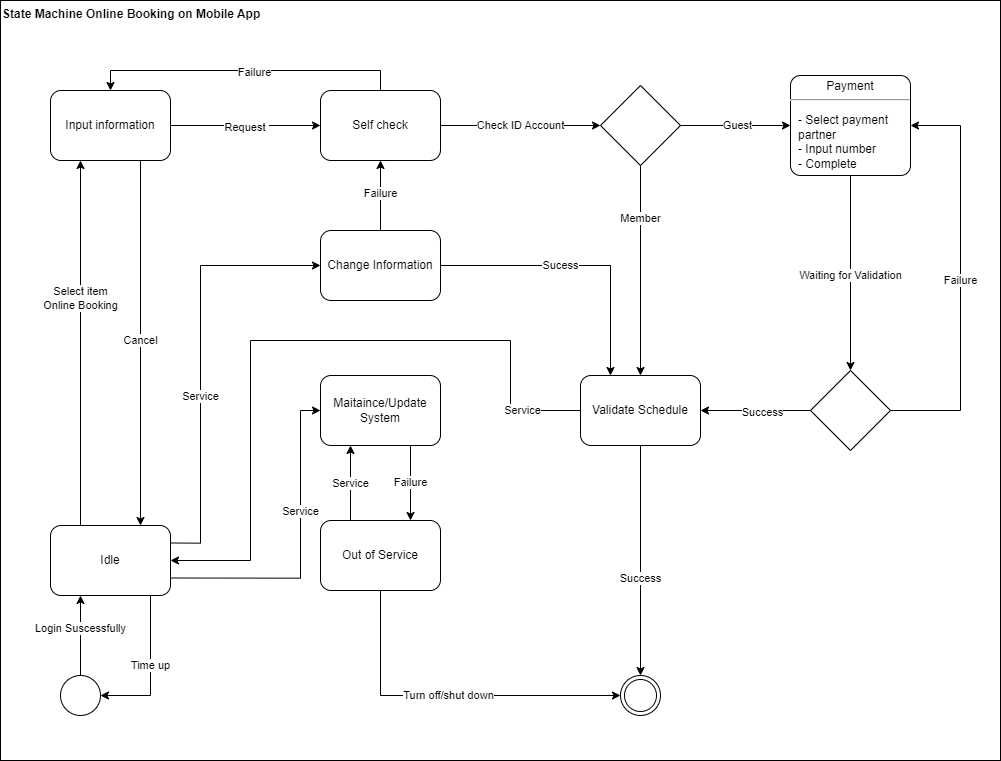 State Machine Online Booking on Mobile App
Failure
Payment
Input information
Request
Self check
Check ID Account
Guest
- Select payment
partner
- Input number
- Complete
Failure
Member
Change Information
Sucess
Waiting for Validation
Failure
Select item
Online Booking
Cancel
Service
Maitaince/Update
System
Service
Validate Schedule
Success
Service
Failure
Service
Idle
Out of Service
Success
Login Suscessfully
Time up
Turn off/shut down